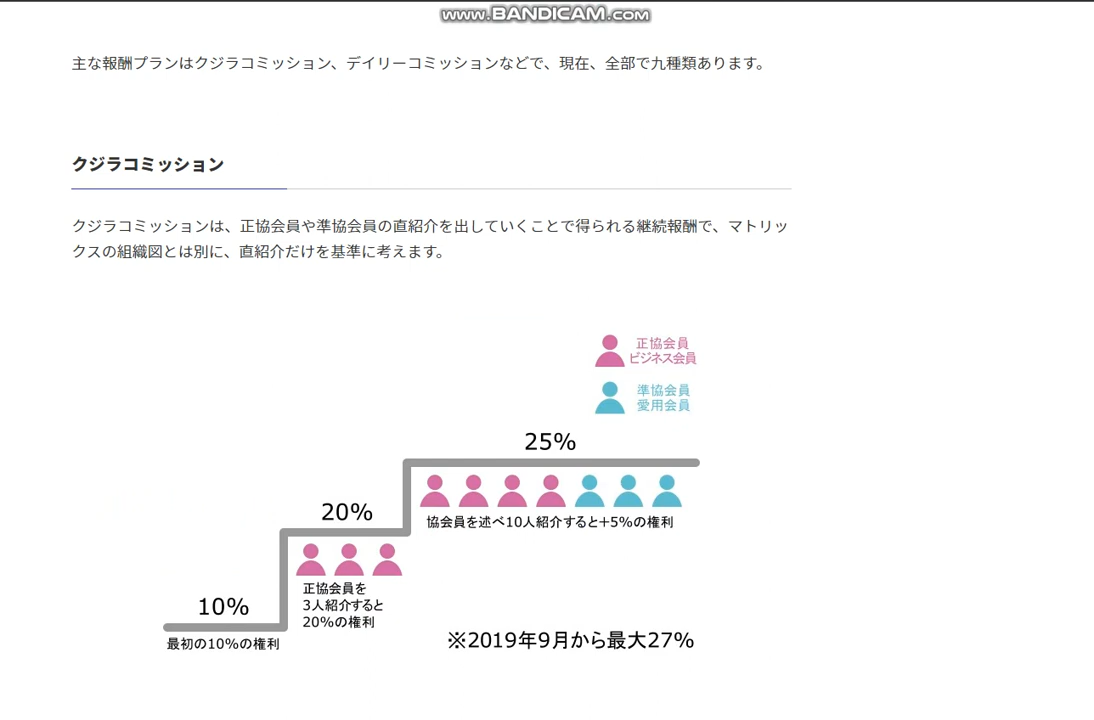 www.BANDICAM.com
主な報酬プランはクジラコミッション、デイリーコミッションなどで、現在、全部で九種類あります。
クジラコミッション
クジラコミッションは、正協会員や準協会員の直紹介を出していくことで得られる継続報酬で、マトリッ
クスの組織図とは別に、直紹介だけを基準に考えます。
正協会員
ビジネス会員
準協会員
愛用会員
25%
協会員を述べ10人紹介すると+5%の権利
20%
正協会員を
3人紹介すると
20%の権利
10%
最初の10%の権利
※2019年9月から最大27%